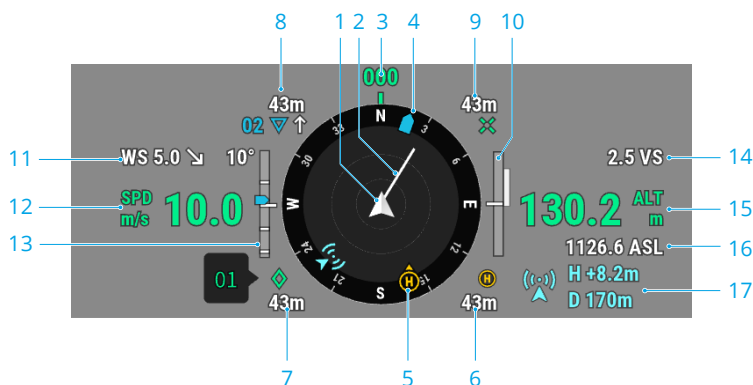 8 1 2 3 4 9 10
000
43m 43m
02
N
33 3
11 WS 5.0 10° 30 6 2.5 VS 14
12 SPD m/s 10.0 W E 130.2 ALT m 15
13 24 12 1126.6 ASL 16
01 21 S 15 H H
H +8.2m
D 170m 17
43m 43m
7 5 6